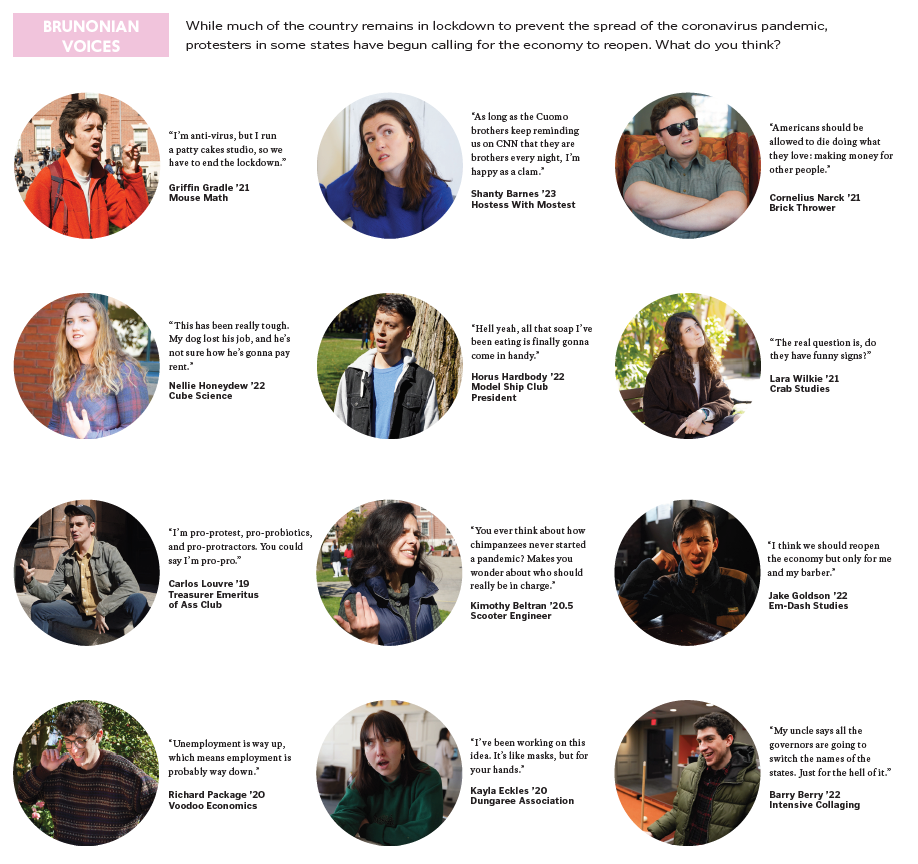 BRUNONIAN
VOICES
While much of the country remains in lockdown to prevent the spread of the coronavirus pandemic,
protesters in some states have begun calling for the economy to reopen. What do you think?
“I’m anti-virus, but I run
a patty cakes studio, so we
have to end the lockdown.”
Griffin Gradle ’21
Mouse Math
“As long as the Cuomo
brothers keep reminding
us on CNN that they are
brothers every night, I’m
happy as a clam.”
Shanty Barnes ’23
Hostess With Mostest
“Americans should be
allowed to die doing what
they love: making money for
other people.”
Cornelius Narck ’21
Brick Thrower
“This has been really tough.
My dog lost his job, and he’s
not sure how he’s gonna pay
rent.”
Nellie Honeydew ’22
Cube Science
“Hell yeah, all that soap I’ve
been eating is finally gonna
come in handy.”
Horus Hardbody ’22
Model Ship Club
President
“The real question is, do
they have funny signs?”
Lara Wilkie ’21
Crab Studies
“I’m pro-protest, pro-probiotics,
and pro-protractors. You could
say I’m pro-pro.”
Carlos Louvre ’19
Treasurer Emeritus
of Ass Club
“You ever think about how
chimpanzees never started
a pandemic? Makes you
wonder about who should
really be in charge.”
Kimothy Beltran ’20.5
Scooter Engineer
“I think we should reopen
the economy but only for me
and my barber.”
Jake Goldson ’22
Em-Dash Studies
“Unemployment is way up,
which means employment is
probably way down.”
Richard Package ’20
Voodoo Economics
“I’ve been working on this
idea. It’s like masks, but for
your hands.”
Kayla Eckles ’20
Dungaree Association
“My uncle says all the
governors are going to
switch the names of the
states. Just for the hell of it.”
Barry Berry ’22
Intensive Collaging